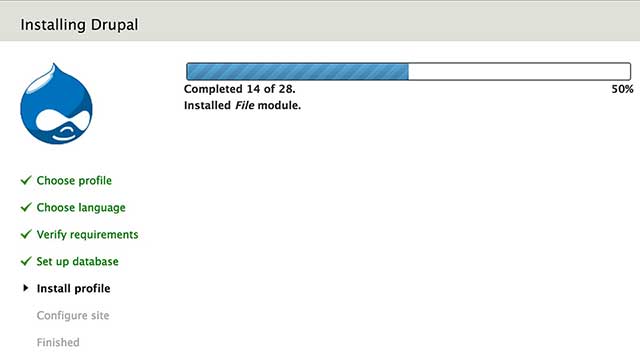 Installing Drupal
Completed 14 of 28. 50%
Installed File module.
Choose profile
Choose language
Verify requirements
Set up database
Install profile
Configure site
Finished